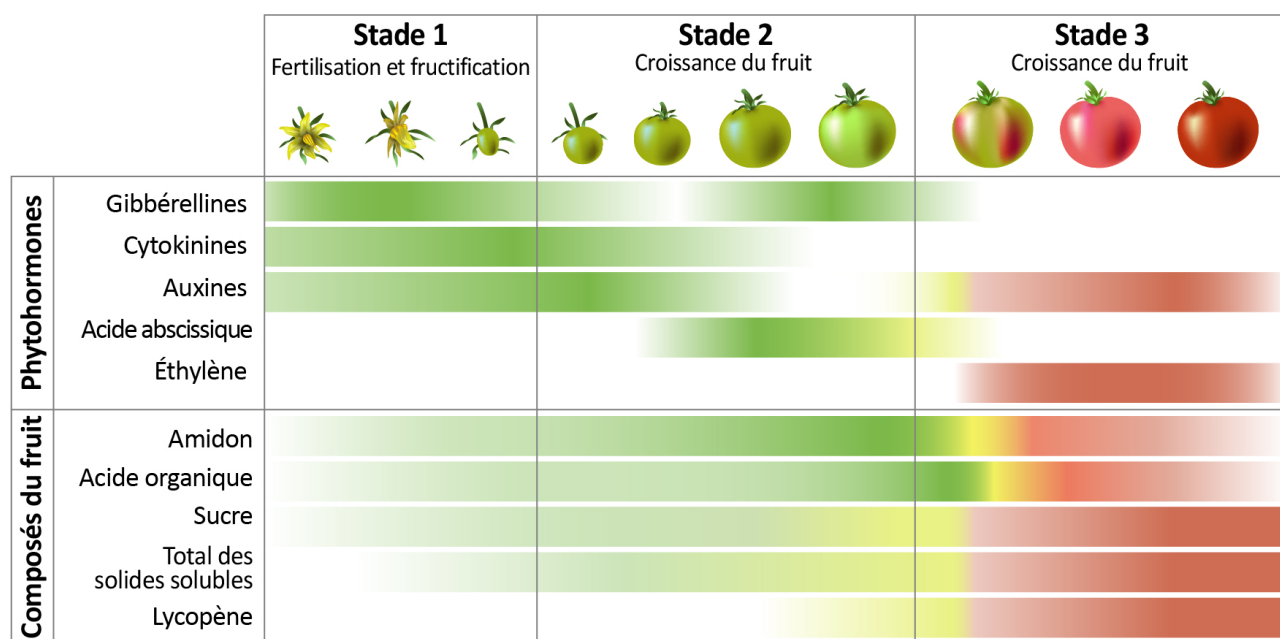 Stade 1
Fertilisation et fructification
Stade 2
Croissance du fruit
Stade 3
Croissance du fruit
Phytohormones
Gibbérellines
Cytokinines
Auxines
Acide abscissique
Éthylène
Composés du fruit
Amidon
Acide organique
Sucre
Total des
solides solubles
Lycopène